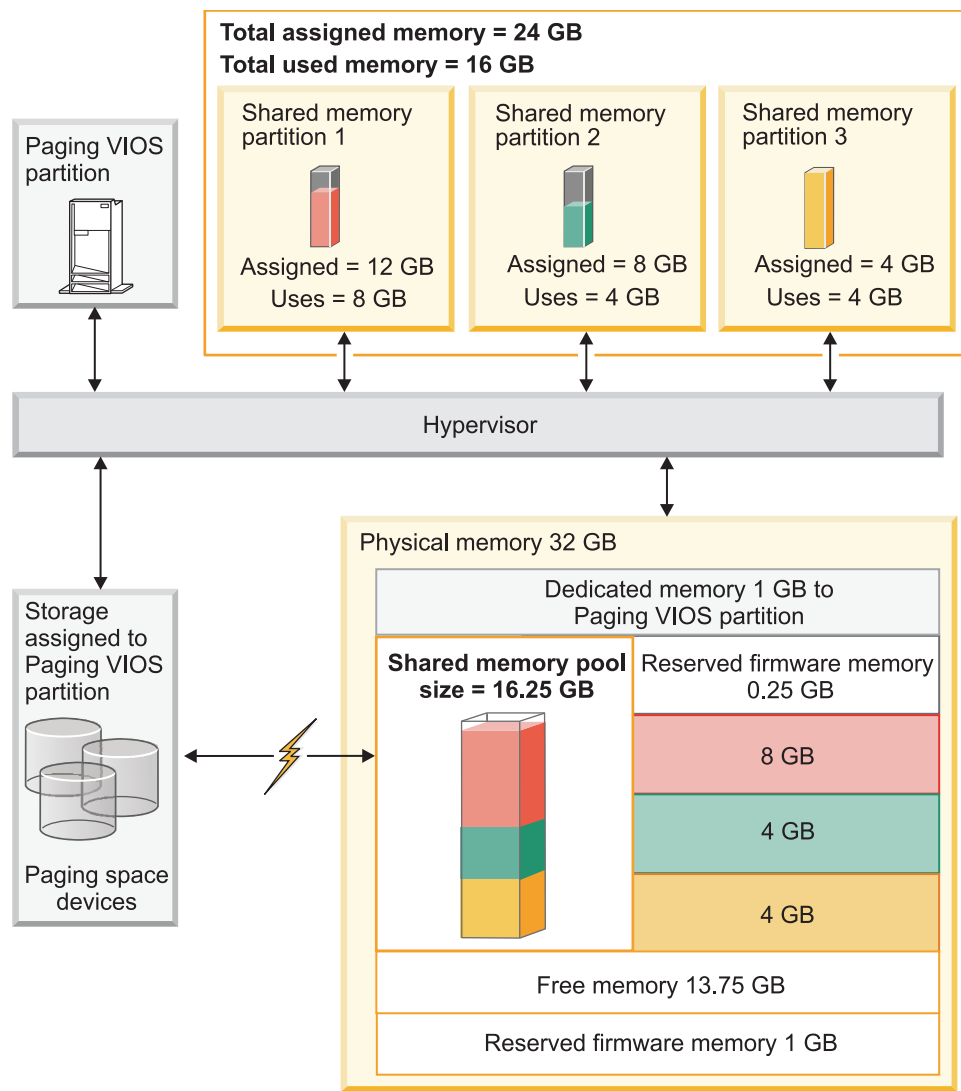 Total assigned memory = 24 GB
Total used memory = 16 GB
Paging VIOS
partition
Shared memory
partition 1
Assigned = 12 GB
Uses = 8 GB
Shared memory
partition 2
Assigned = 8 GB
Uses = 4 GB
Shared memory
partition 3
Assigned = 4 GB
Uses = 4 GB
Hypervisor
Storage
assigned to
Paging VIOS
partition
Paging space
devices
Physical memory 32 GB
Dedicated memory 1 GB to
Paging VIOS partition
Shared memory pool
size = 16.25 GB
Reserved firmware memory
0.25 GB
8 GB
4 GB
4 GB
Free memory 13.75 GB
Reserved firmware memory 1 GB